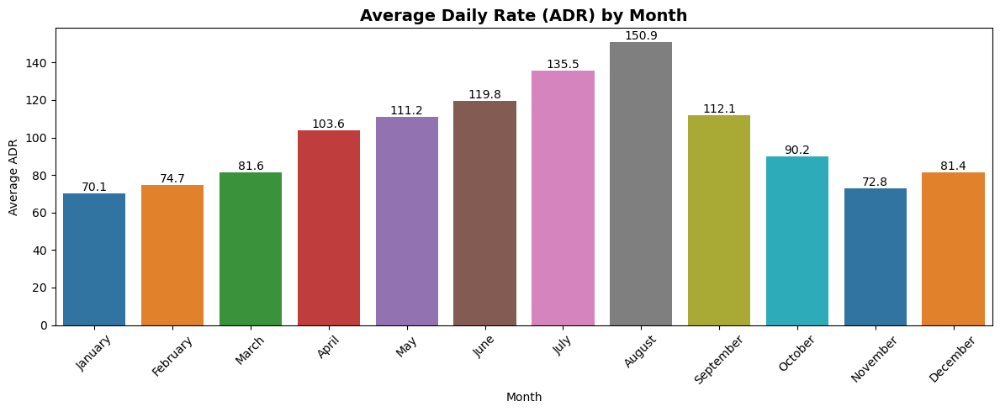 Average Daily Rate (ADR) by Month
Average ADR
140
120
100
80
60
40
20
0
70.1
74.7
81.6
103.6
111.2
119.8
135.5
150.9
112.1
90.2
72.8
81.4
January
February
March
April
May
June
July
August
September
October
November
December
Month